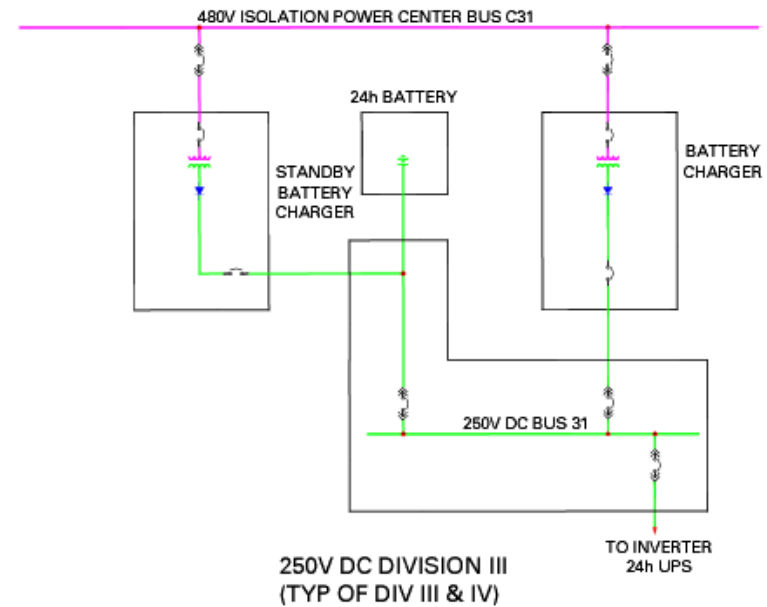 480V ISOLATION POWER CENTER BUS C31
24h BATTERY
STANDBY
BATTERY
CHARGER
BATTERY
CHARGER
250V DC BUS 31
TO INVERTER
24h UPS
250V DC DIVISION III
(TYP OF DIV III & IV)